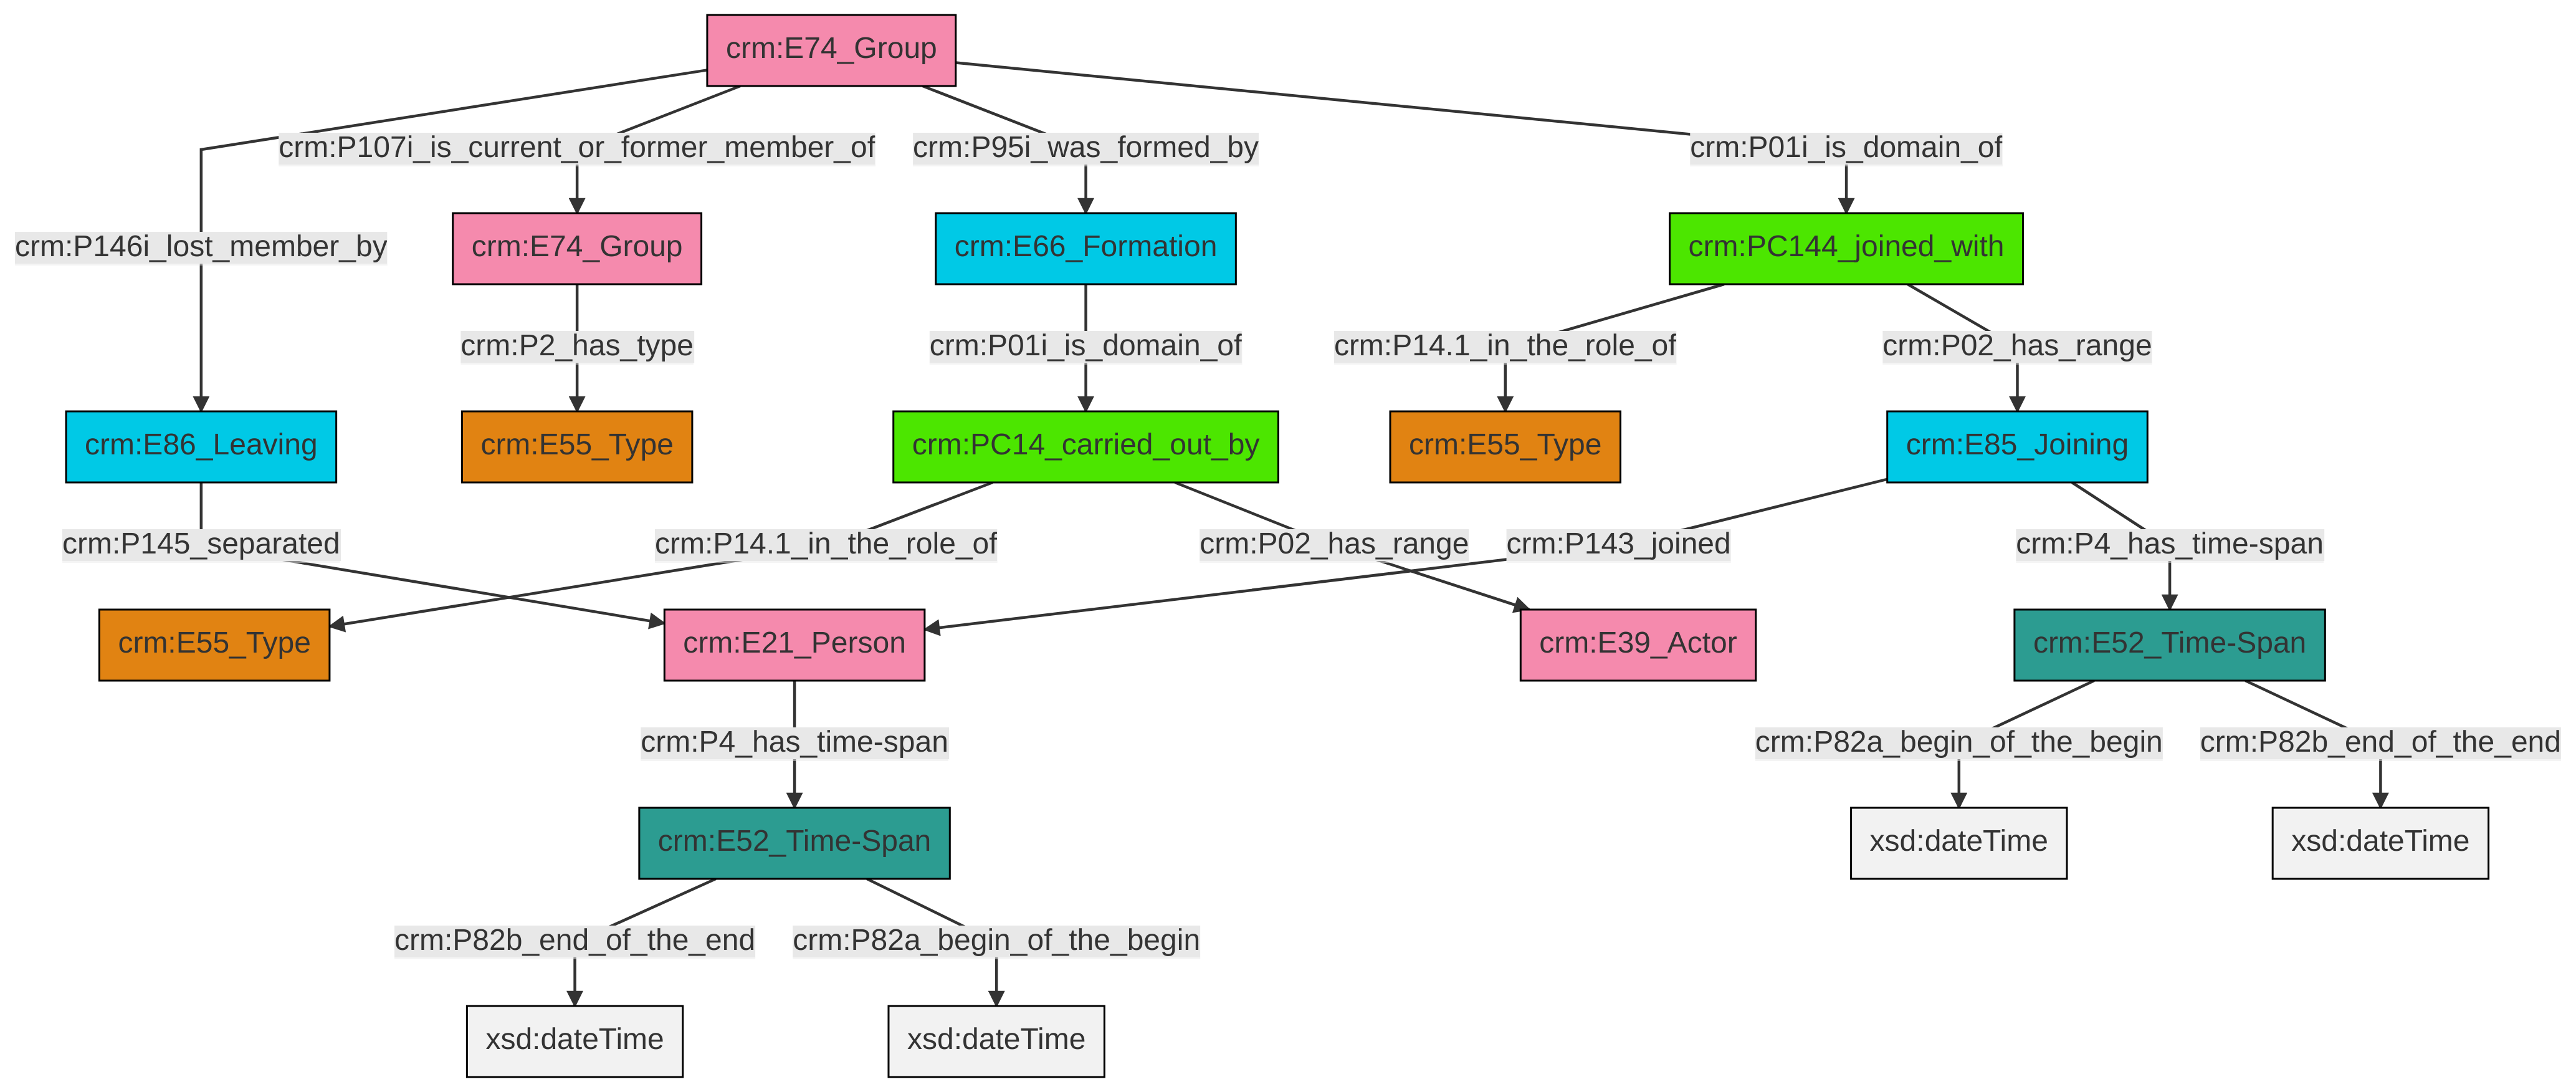 crm:E74_Group
crm:P107i_is_current_or_former_member_of
crm:P95i_was_formed_by
crm:P01i_is_domain_of
crm:P146i_lost_member_by
crm:E74_Group
crm:E66_Formation
crm:PC144_joined_with
crm:P2_has_type
crm:P01i_is_domain_of
crm:P14.1_in_the_role_of
crm:P02_has_range
crm:E86_Leaving
crm:E55_Type
crm:PC14_carried_out_by
crm:E55_Type
crm:E85_Joining
crm:P145_separated
crm:P14.1_in_the_role_of
crm:P02_has_range
crm:P143_joined
crm:P4_has_time-span
crm:E55_Type
crm:E21_Person
crm:E39_Actor
crm:E52_Time-Span
crm:P4_has_time-span
crm:P82a_begin_of_the_begin
crm:P82b_end_of_the_end
crm:E52_Time-Span
xsd:dateTime
xsd:dateTime
crm:P82b_end_of_the_end
crm:P82a_begin_of_the_begin
xsd:dateTime
xsd:dateTime